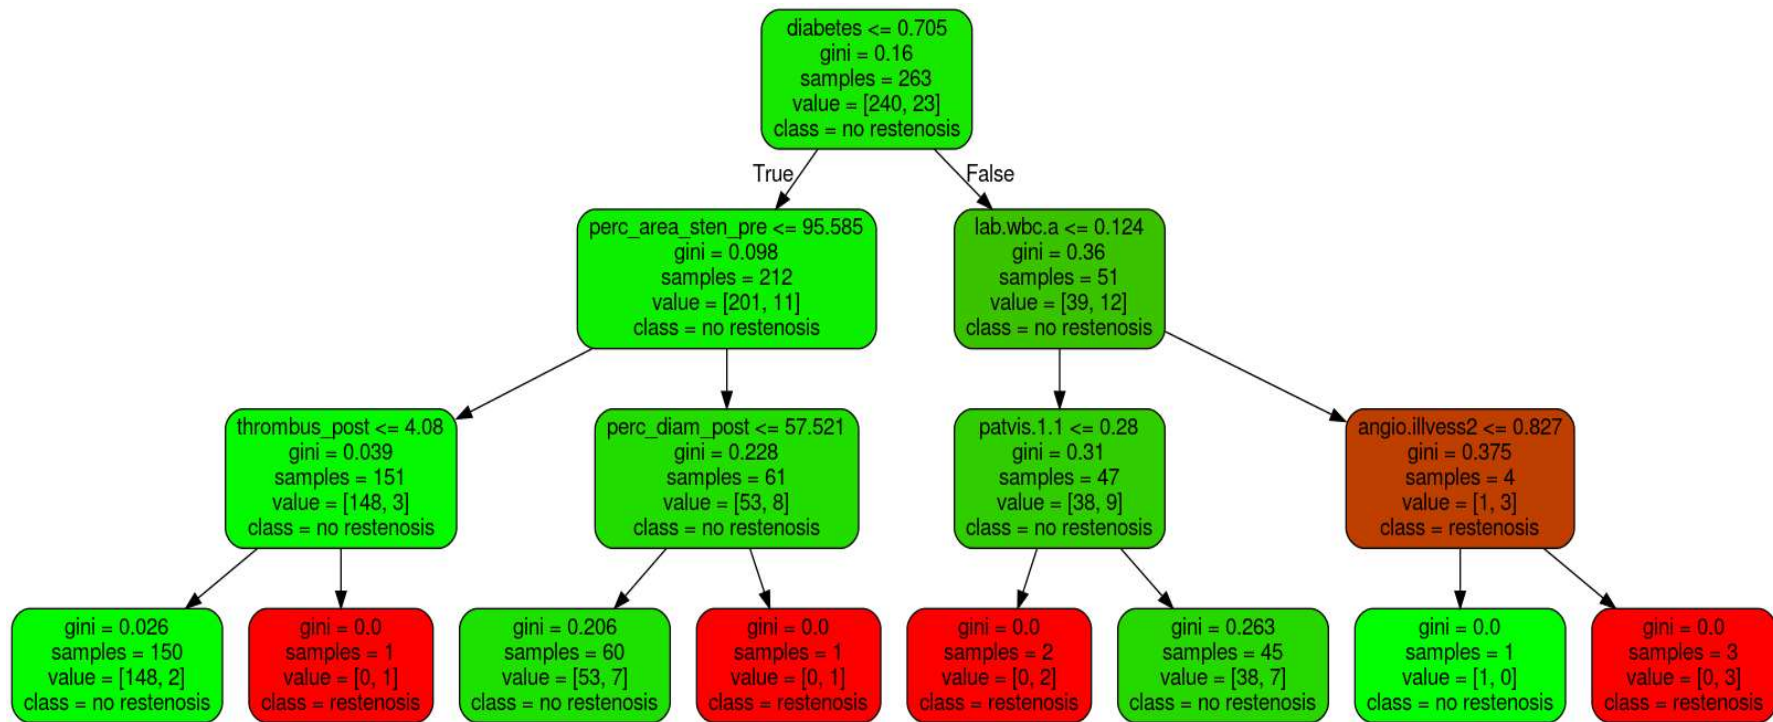 diabetes <= 0.705
gini = 0.16
samples = 263
value = [240, 23]
class = no restenosis
True
False
perc_area_sten_pre <= 95.585
gini = 0.098
samples = 212
value = [201, 11]
class = no restenosis
lab.wbc.a <= 0.124
gini = 0.36
samples = 51
value = [39, 12]
class = no restenosis
thrombus_post <= 4.08
gini = 0.039
samples = 151
value = [148, 3]
class = no restenosis
perc_diam_post <= 57.521
gini = 0.228
samples = 61
value = [53, 8]
class = no restenosis
patvis.1.1 <= 0.28
gini = 0.31
samples = 47
value = [38, 9]
class = no restenosis
angio.illvess2 <= 0.827
gini = 0.375
samples = 4
value = [1, 3]
class = restenosis
gini = 0.026
samples = 150
value = [148, 2]
class = no restenosis
gini = 0.0
samples = 1
value = [0, 1]
class = restenosis
gini = 0.206
samples = 60
value = [53, 7]
class = no restenosis
gini = 0.0
samples = 1
value = [0, 1]
class = restenosis
gini = 0.0
samples = 2
value = [0, 2]
class = restenosis
gini = 0.263
samples = 45
value = [38, 7]
class = no restenosis
gini = 0.0
samples = 1
value = [1, 0]
class = no restenosis
gini = 0.0
samples = 3
value = [0, 3]
class = restenosis